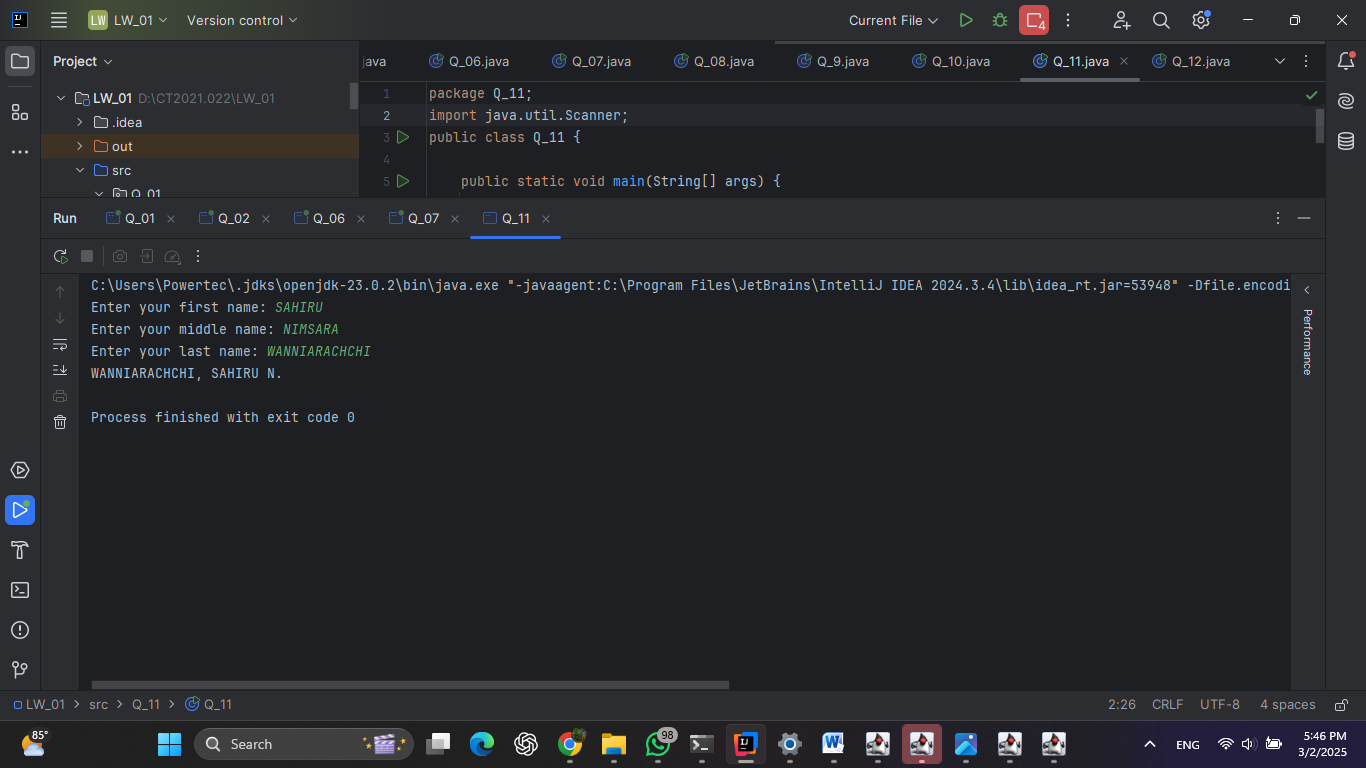 LW LW_01 Version control Current File 4
Project
java Q_06.java Q_07.java Q_08.java Q_9.java Q_10.java Q_11.java Q_12.java
LW_01 D:\CT2021.022\LW_01
.idea
out
src
Q_01
1 package Q_11;
2 import java.util.Scanner;
3 public class Q_11 {
4
5 public static void main(String[] args) {
Run Q_01 Q_02 Q_06 Q_07 Q_11
C:\Users\Powertec\.jdks\openjdk-23.0.2\bin\java.exe "-javaagent:C:\Program Files\JetBrains\IntelliJ IDEA 2024.3.4\lib\idea_rt.jar=53948" -Dfile.encodi
Enter your first name: SAHIRU
Enter your middle name: NIMSARA
Enter your last name: WANNIARACHCHI
WANNIARACHCHI, SAHIRU N.
Process finished with exit code 0
Performance
LW_01 src Q_11 Q_11 2:26 CRLF UTF-8 4 spaces
85° Search 98 ENG 5:46 PM
3/2/2025